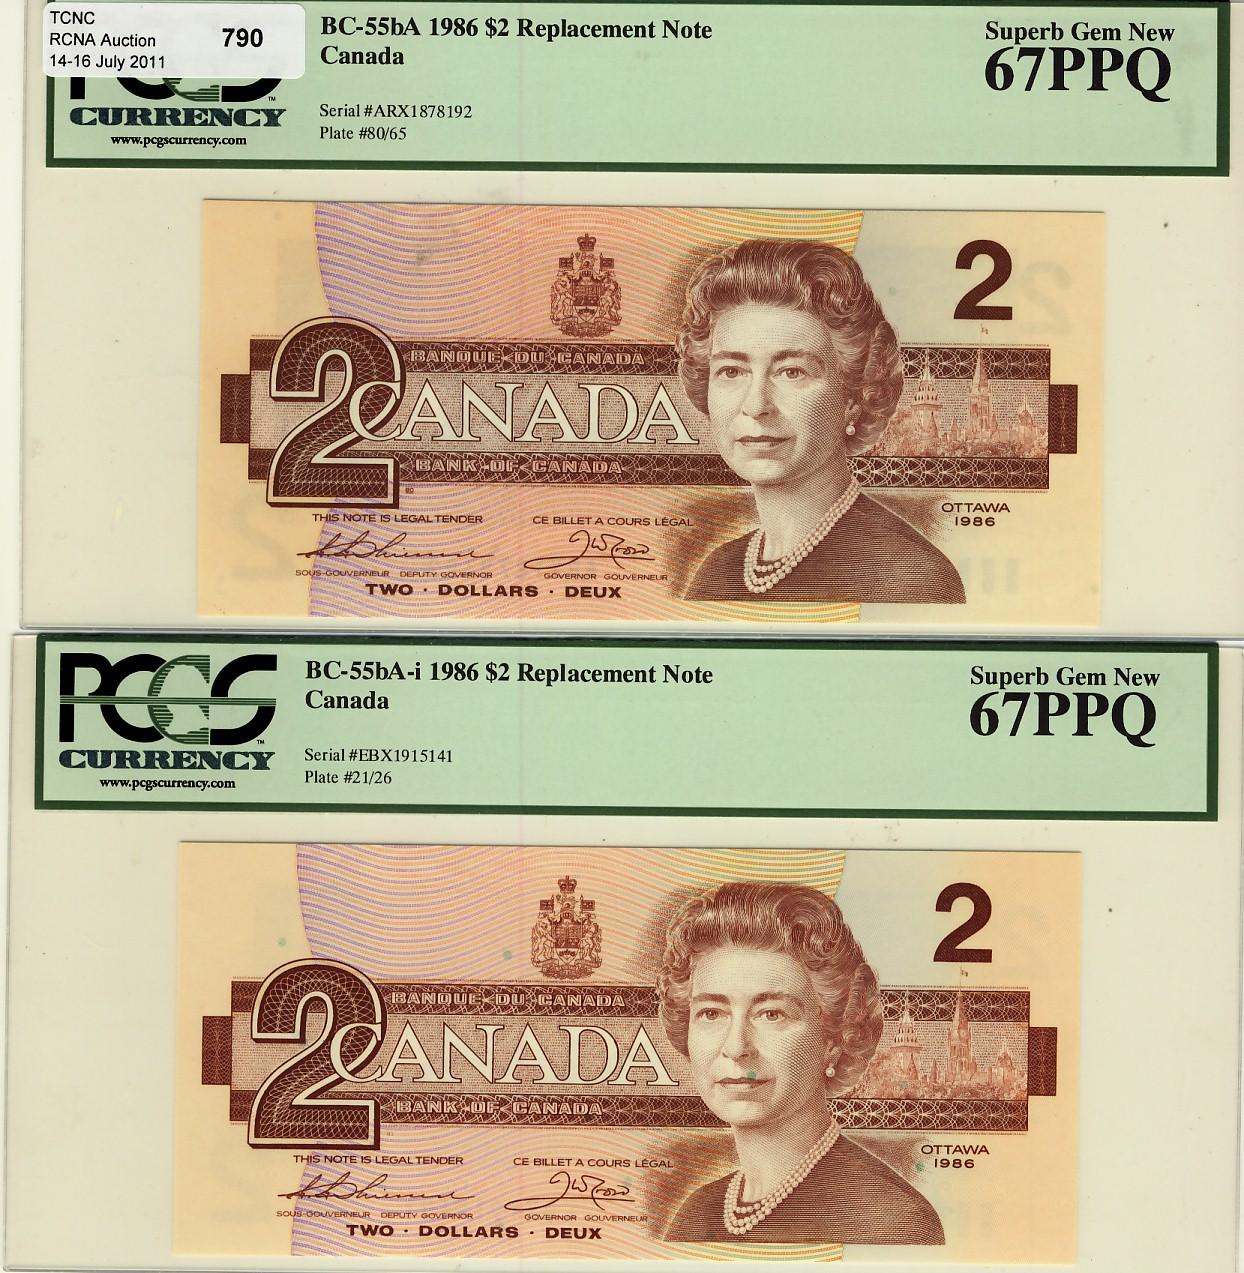 TCNC
RCNA Auction 790
14-16 July 2011
PCGS
CURRENCY
www.pcgscurrency.com
BC-55bA 1986 $2 Replacement Note
Canada
Serial #ARX1878192
Plate #80/65
Superb Gem New
67PPQ
2
2
BANQUE DU CANADA
CANADA
BANK OF CANADA
OTTAWA
1986
THIS NOTE IS LEGAL TENDER CE BILLET A COURS LÉGAL
SOUS-GOUVERNEUR DEPUTY GOVERNOR GOVERNOR GOUVERNEUR
TWO · DOLLARS · DEUX
PCGS
CURRENCY
www.pcgscurrency.com
BC-55bA-i 1986 $2 Replacement Note
Canada
Serial #EBX1915141
Plate #21/26
Superb Gem New
67PPQ
2
2
BANQUE DU CANADA
CANADA
BANK OF CANADA
OTTAWA
1986
THIS NOTE IS LEGAL TENDER CE BILLET A COURS LÉGAL
SOUS-GOUVERNEUR DEPUTY GOVERNOR GOVERNOR GOUVERNEUR
TWO · DOLLARS · DEUX